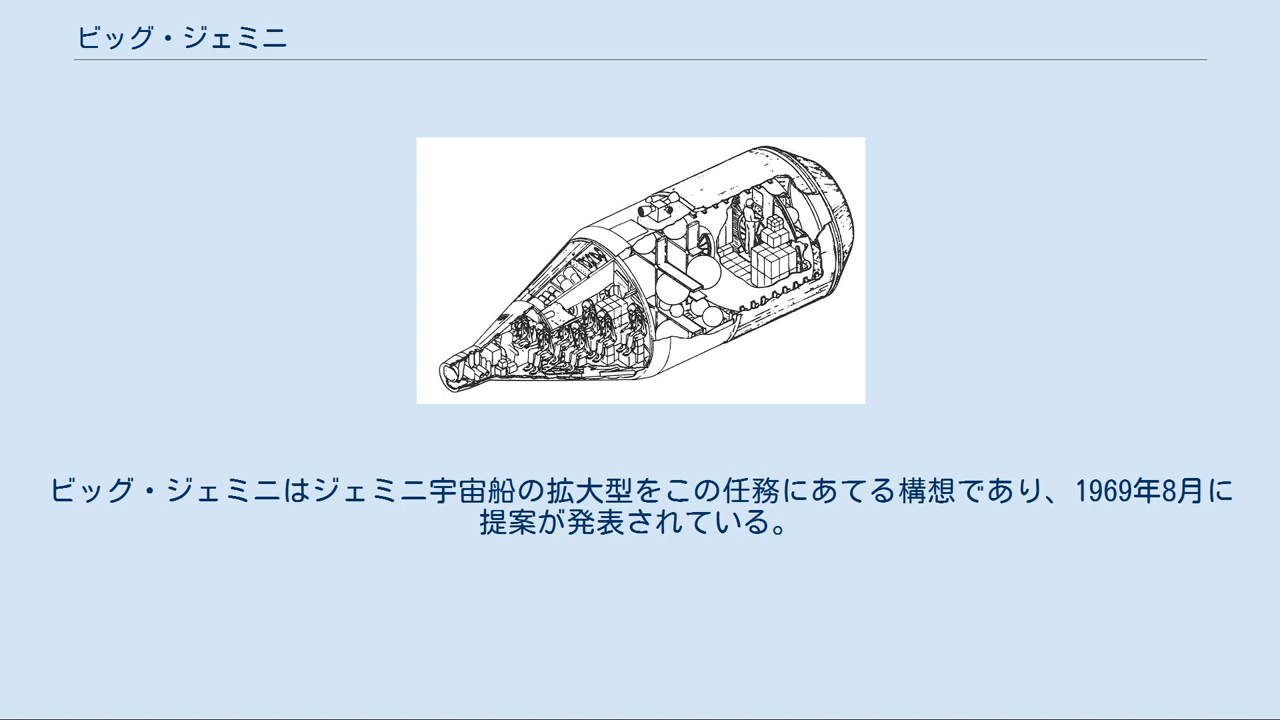 ビッグ・ジェミニ
ビッグ・ジェミニはジェミニ宇宙船の拡大型をこの任務にあてる構想であり、1969年8月に
提案が発表されている。